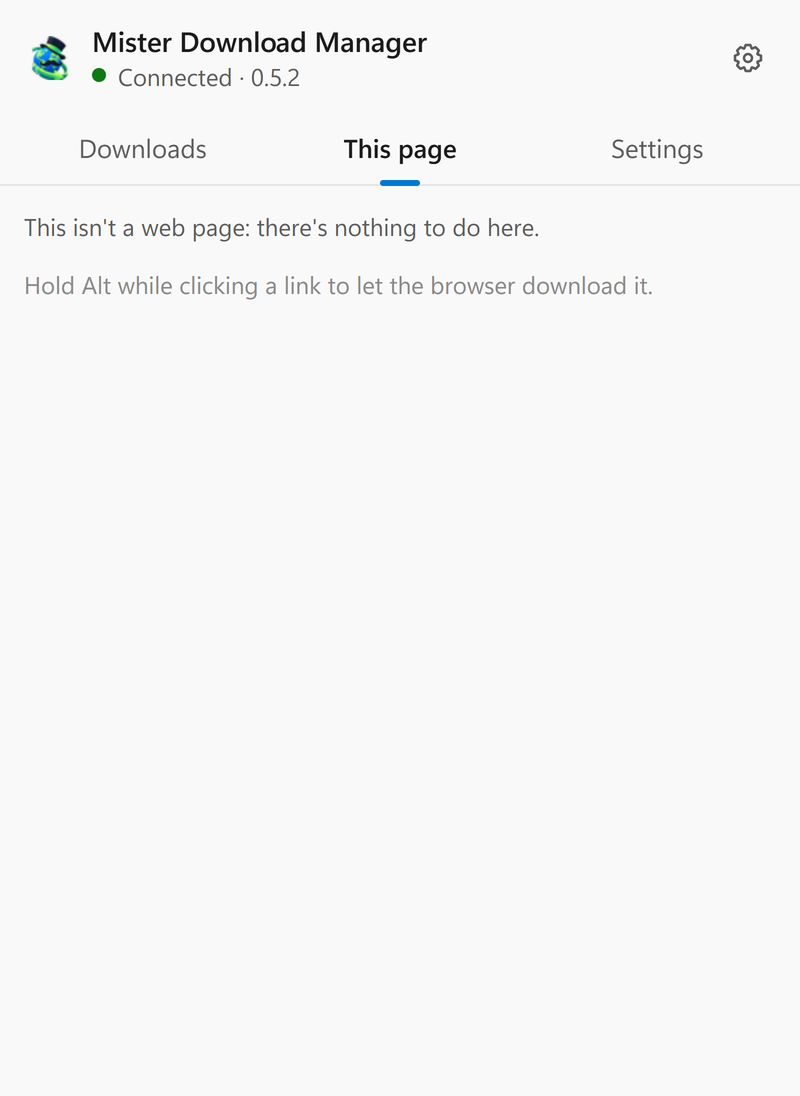 Mister Download Manager
Connected · 0.5.2
Downloads
This page
Settings
This isn't a web page: there's nothing to do here.
Hold Alt while clicking a link to let the browser download it.